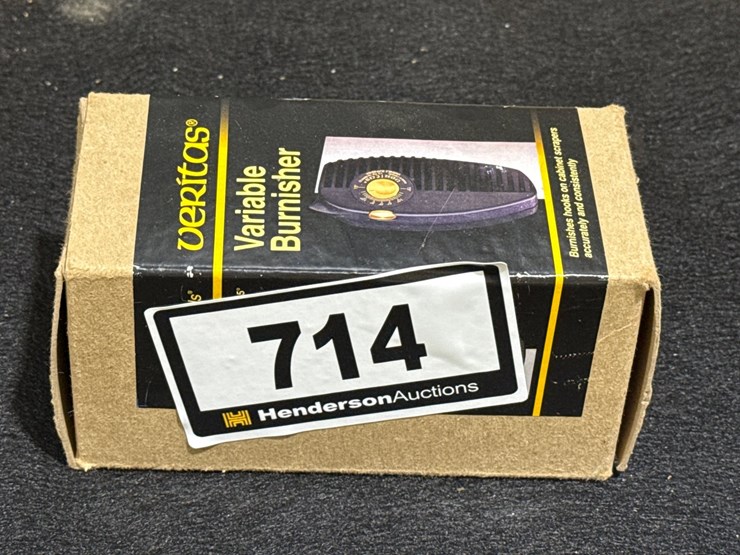 veritas®
Variable
Burnisher
Burnishes hooks on cabinet scrapers
accurately and consistently
714
HendersonAuctions